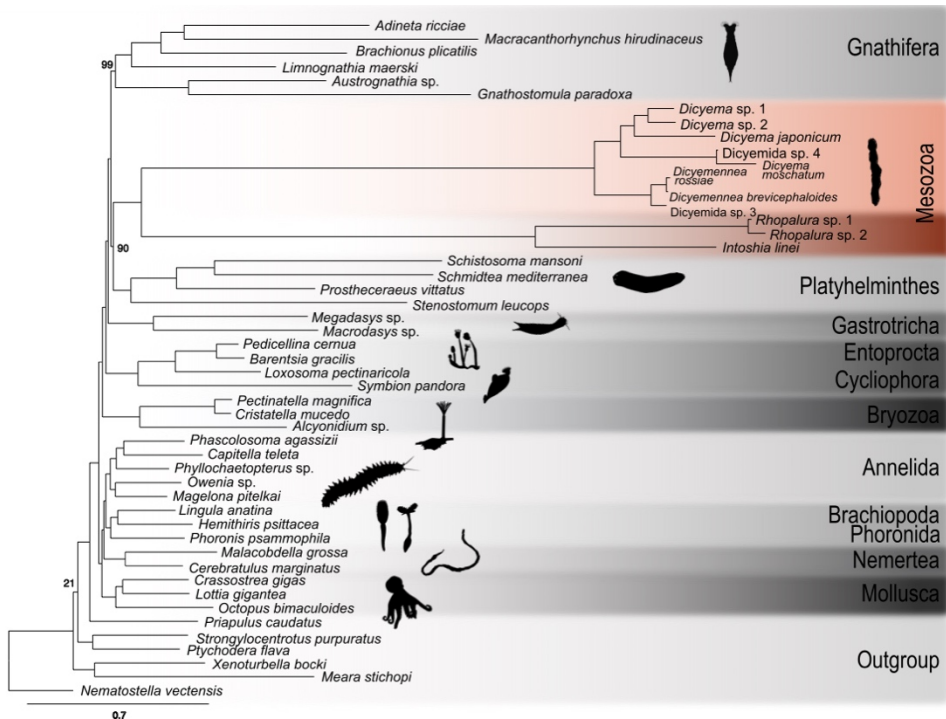 Adineta ricciae
Macracanthorhynchus hirudinaceus
Brachionus plicatilis
Gnathifera
99
Limnognathia maerski
Austrognathia sp.
Gnathostomula paradoxa
Dicyema sp. 1
Dicyema sp. 2
Dicyema japonicum
Dicyemida sp. 4
Dicyema
moschatum
Dicyemennea
rossiae
Dicyemennea brevicephaloides
Dicyemida sp. 3
Mesozoa
Rhopalura sp. 1
Rhopalura sp. 2
90
Intoshia linei
Schistosoma mansoni
Schmidtea mediterranea
Prostheceraeus vittatus
Platyhelminthes
Stenostomum leucops
Megadasys sp.
Macrodasys sp.
Gastrotricha
Pedicellina cernua
Barentsia gracilis
Entoprocta
Loxosoma pectinaricola
Symbion pandora
Cycliophora
Pectinatella magnifica
Cristatella mucedo
Bryozoa
Alcyonidium sp.
Phascolosoma agassizii
Capitella teleta
Phyllochaetopterus sp.
Annelida
Owenia sp.
Magelona pitelkai
Lingula anatina
Brachiopoda
Hemithiris psittacea
Phoronis psammophila
Phoronida
Malacobdella grossa
Nemertea
Cerebratulus marginatus
21
Crassostrea gigas
Lottia gigantea
Mollusca
Octopus bimaculoides
Priapulus caudatus
Strongylocentrotus purpuratus
Ptychodera flava
Outgroup
Xenoturbella bocki
Meara stichopi
Nematostella vectensis
0.7